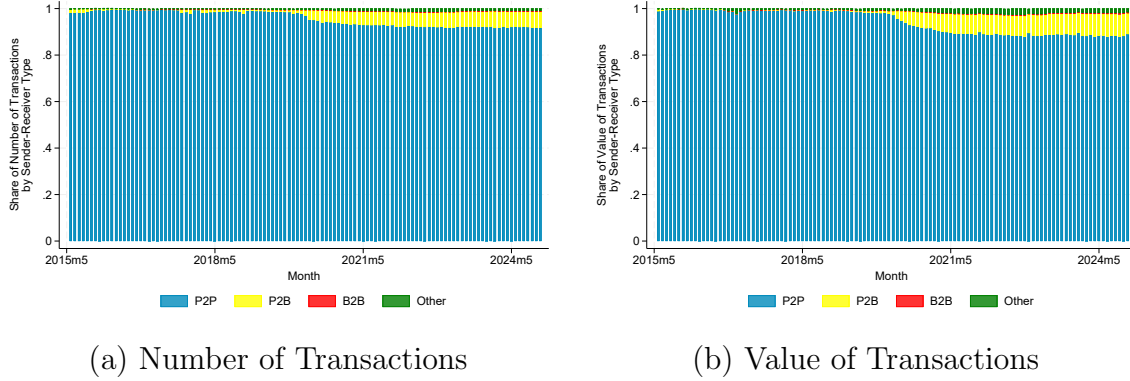 Share of Number of Transactions
by Sender-Receiver Type
1
.8
.6
.4
.2
0
2015m5 2018m5 2021m5 2024m5
Month
P2P P2B B2B Other
(a) Number of Transactions
Share of Value of Transactions
by Sender-Receiver Type
1
.8
.6
.4
.2
0
2015m5 2018m5 2021m5 2024m5
Month
P2P P2B B2B Other
(b) Value of Transactions